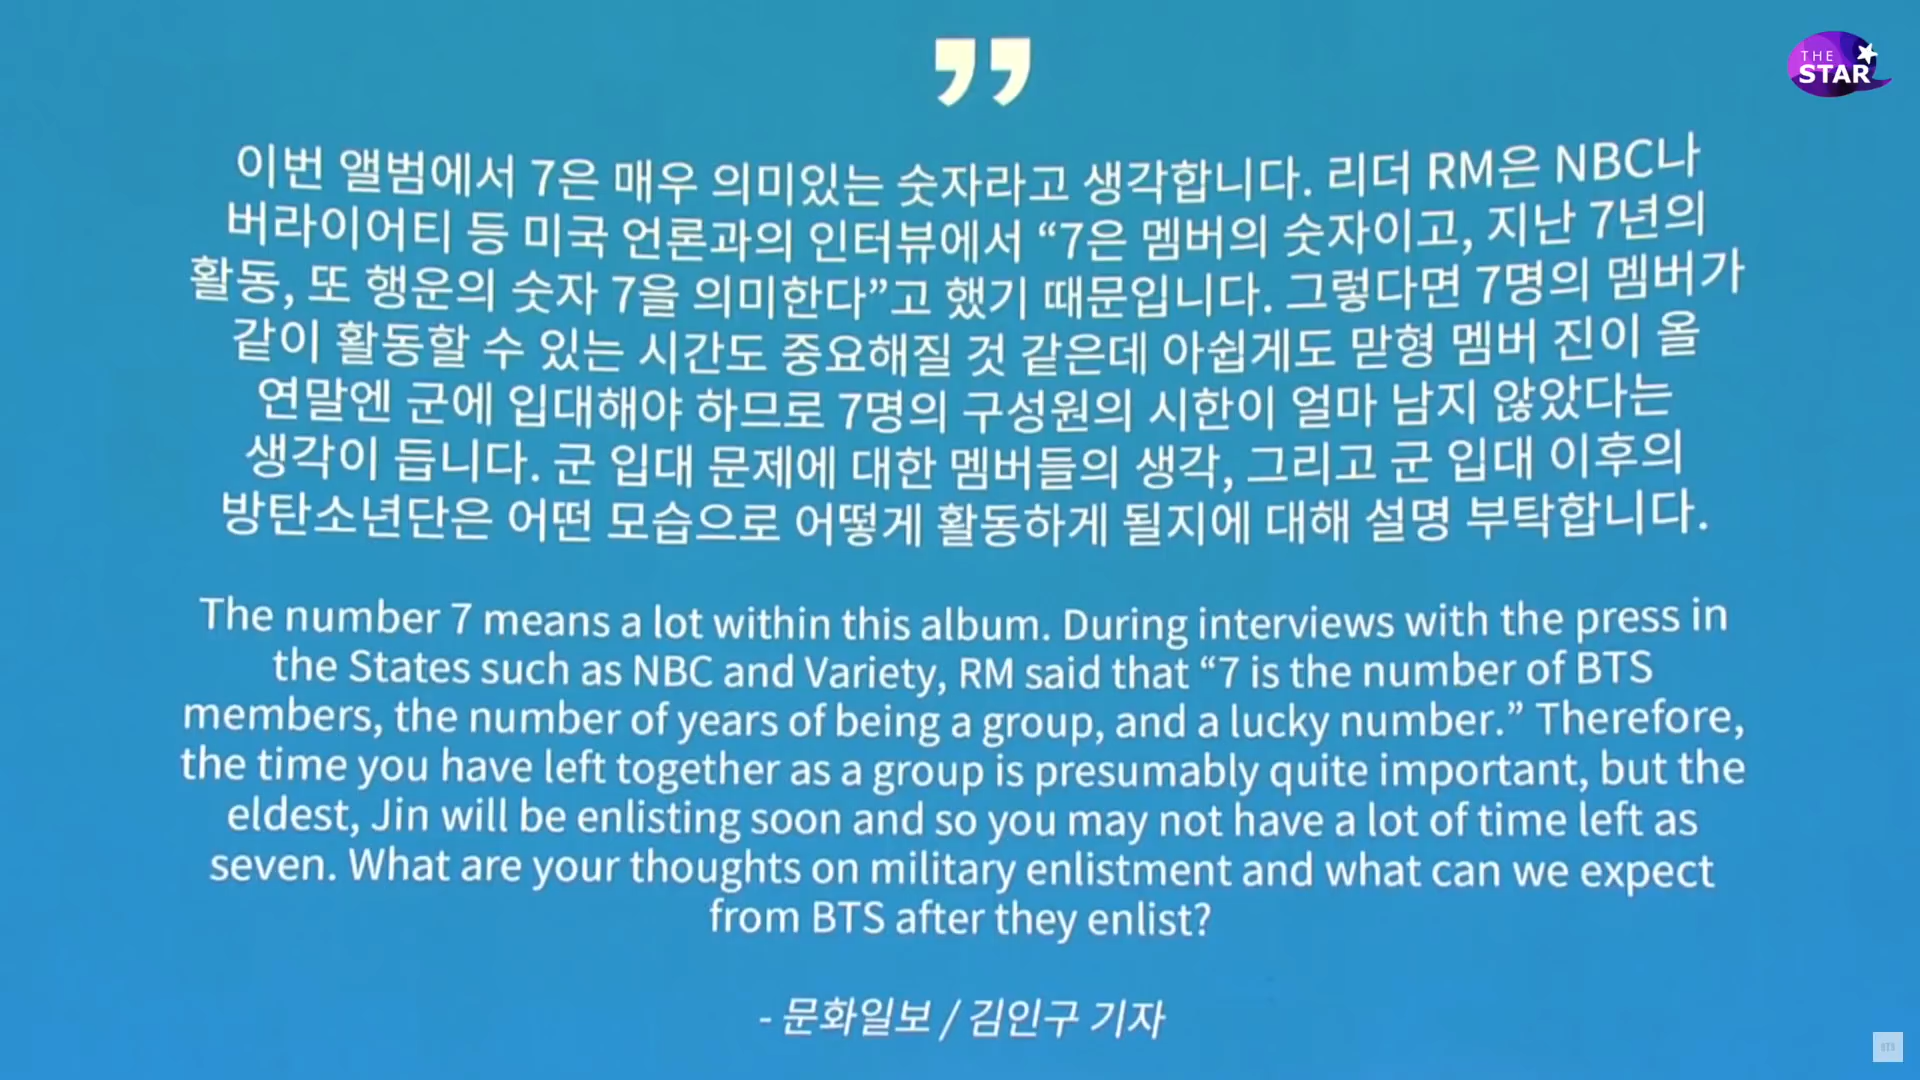 ”
THE
STAR
이번 앨범에서 7은 매우 의미있는 숫자라고 생각합니다. 리더 RM은 NBC나
버라이어티 등 미국 언론과의 인터뷰에서 “7은 멤버의 숫자이고, 지난 7년의
활동, 또 행운의 숫자 7을 의미한다”고 했기 때문입니다. 그렇다면 7명의 멤버가
같이 활동할 수 있는 시간도 중요해질 것 같은데 아쉽게도 맏형 멤버 진이 올
연말엔 군에 입대해야 하므로 7명의 구성원의 시한이 얼마 남지 않았다는
생각이 듭니다. 군 입대 문제에 대한 멤버들의 생각, 그리고 군 입대 이후의
방탄소년단은 어떤 모습으로 어떻게 활동하게 될지에 대해 설명 부탁합니다.
The number 7 means a lot within this album. During interviews with the press in
the States such as NBC and Variety, RM said that “7 is the number of BTS
members, the number of years of being a group, and a lucky number.” Therefore,
the time you have left together as a group is presumably quite important, but the
eldest, Jin will be enlisting soon and so you may not have a lot of time left as
seven. What are your thoughts on military enlistment and what can we expect
from BTS after they enlist?
- 문화일보 / 김인구 기자